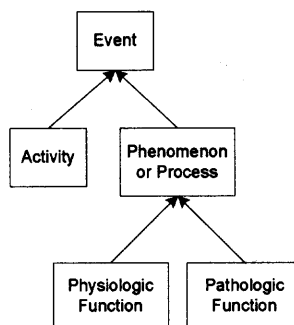 Event
Activity
Phenomenon
or Process
Physiologic
Function
Pathologic
Function